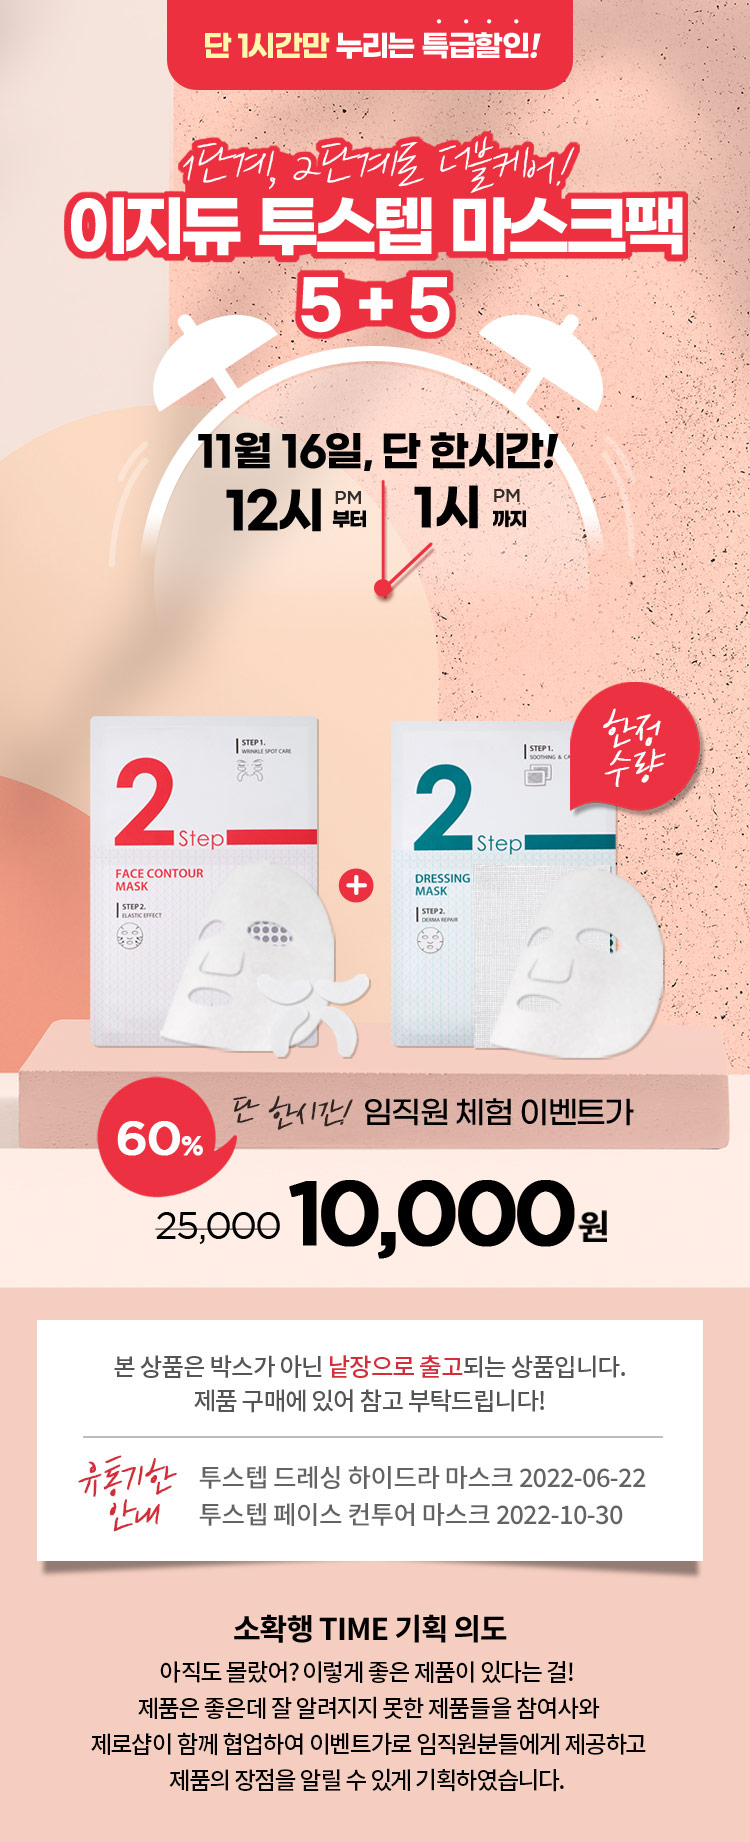 단 1시간만 누리는 특급할인!
1단계, 2단계로 더블케어!
이지듀 투스텝 마스크팩
5+5
11월 16일, 단 한시간!
12시 PM 부터 1시 PM 까지
한정
수량
STEP 1.
WRINKLE SPOT CARE
2 Step
FACE CONTOUR
MASK
STEP 2.
ELASTIC EFFECT
+
STEP 1.
SOOTHING & CA
2 Step
DRESSING
MASK
STEP 2.
DERMA REPAIR
60%
단 한시간! 임직원 체험 이벤트가
25,000 10,000원
본 상품은 박스가 아닌 낱장으로 출고되는 상품입니다.
제품 구매에 있어 참고 부탁드립니다!
유통기한
안내
투스텝 드레싱 하이드라 마스크 2022-06-22
투스텝 페이스 컨투어 마스크 2022-10-30
소확행 TIME 기획 의도
아직도 몰랐어? 이렇게 좋은 제품이 있다는 걸!
제품은 좋은데 잘 알려지지 못한 제품들을 참여사와
제로샵이 함께 협업하여 이벤트가로 임직원분들에게 제공하고
제품의 장점을 알릴 수 있게 기획하였습니다.